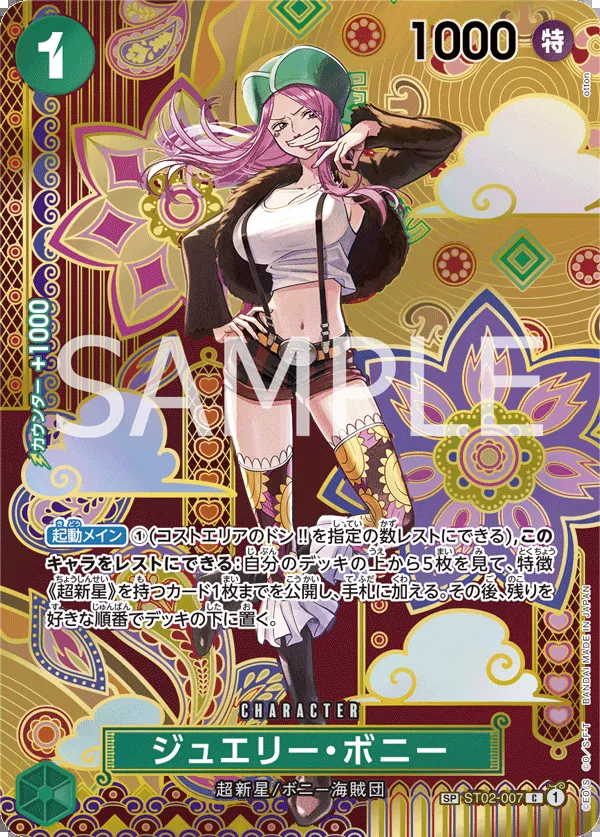 1
1000 特
otton
カウンター +1000
SAMPLE
起動メイン ①(コストエリアのドン!!を指定の数レストにできる),この
キャラをレストにできる:自分のデッキの上から5枚を見て、特徴
《超新星》を持つカード1枚までを公開し、手札に加える。その後、残りを
好きな順番でデッキの下に置く。
CHARACTER
ジュエリー・ボニー
超新星/ボニー海賊団
SP ST02-007 C 1
©E.O/S. ©O./S.-F.-T BANDAI MADE IN JAPAN